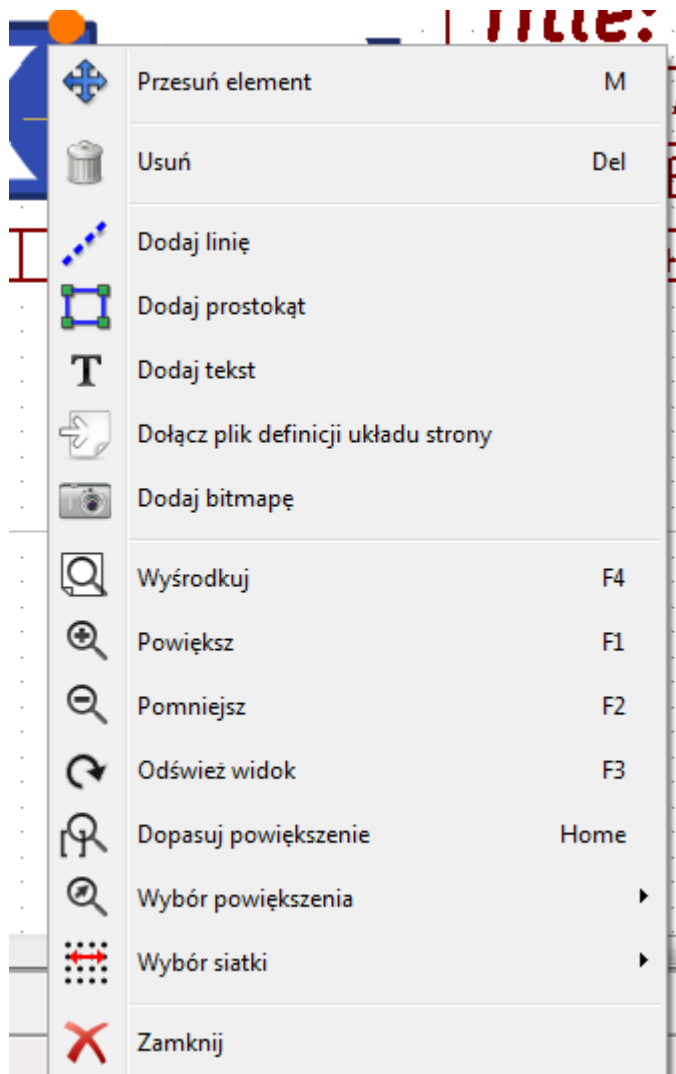 Title:
Przesuń element M
Usuń Del
Dodaj linię
Dodaj prostokąt
Dodaj tekst
Dołącz plik definicji układu strony
Dodaj bitmapę
Wyśrodkuj F4
Powiększ F1
Pomniejsz F2
Odśwież widok F3
Dopasuj powiększenie Home
Wybór powiększenia
Wybór siatki
Zamknij